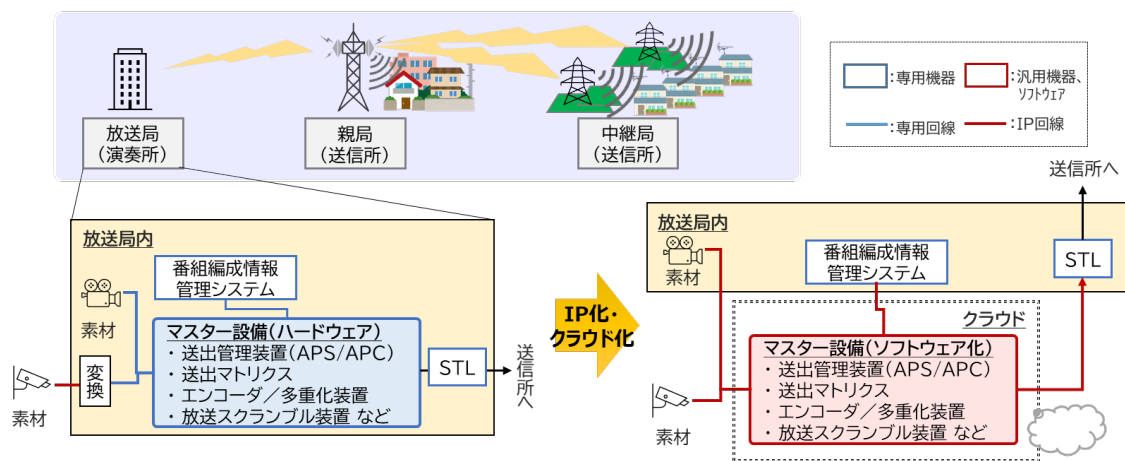 放送局
（演奏所）
親局
（送信所）
中継局
（送信所）
：専用機器
：汎用機器、
ソフトウェア
：専用回線
：IP回線
放送局内
番組編成情報
管理システム
素材
マスター設備（ハードウェア）
・ 送出管理装置（APS/APC）
・ 送出マトリクス
・ エンコーダ／多重化装置
・ 放送スクランブル装置 など
変換
素材
STL
送信所へ
IP化・
クラウド化
送信所へ
放送局内
素材
番組編成情報
管理システム
STL
クラウド
マスター設備（ソフトウェア化）
・ 送出管理装置（APS/APC）
・ 送出マトリクス
・ エンコーダ／多重化装置
・ 放送スクランブル装置 など
素材